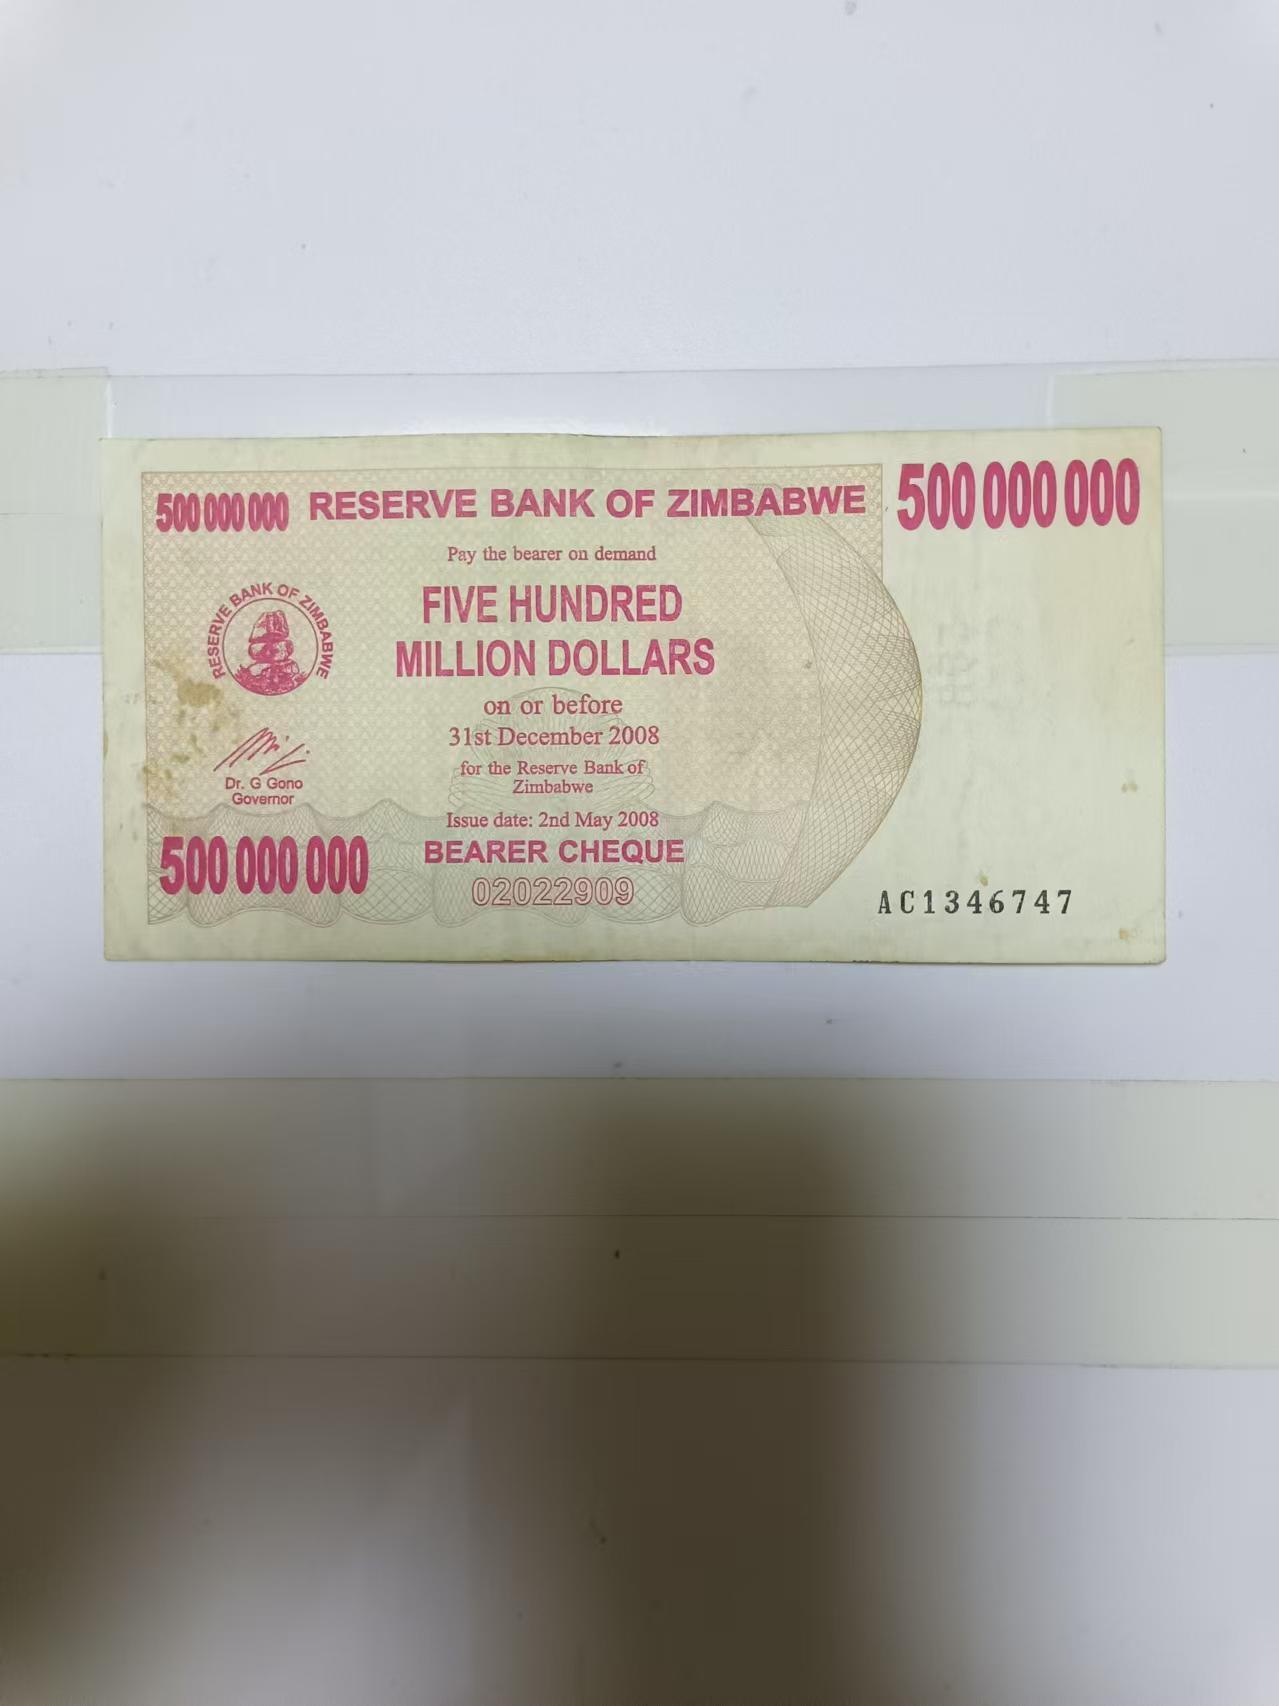 500 000 000 RESERVE BANK OF ZIMBABWE 500 000 000
Pay the bearer on demand
FIVE HUNDRED
MILLION DOLLARS
on or before
31st December 2008
for the Reserve Bank of
Zimbabwe
Issue date: 2nd May 2008
BEARER CHEQUE
02022909
RESERVE BANK OF ZIMBABWE
Dr. G Gono
Governor
500 000 000
AC1346747